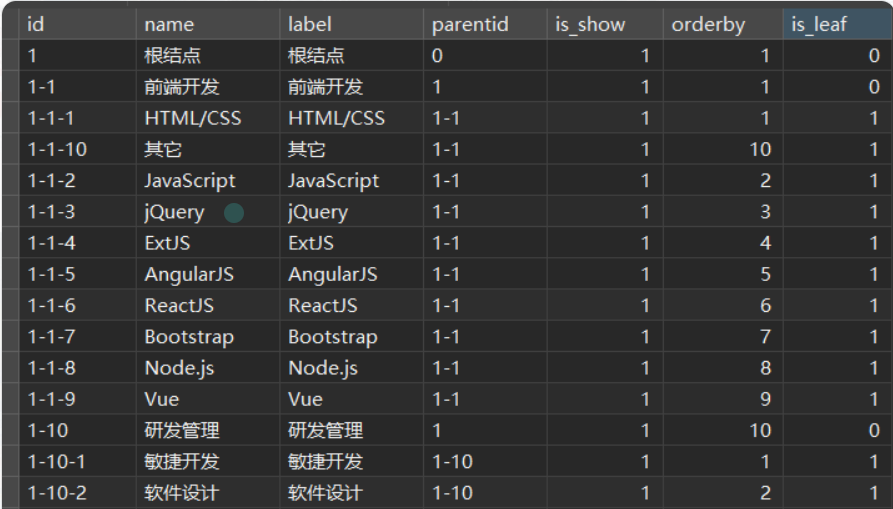 id name label parentid is_show orderby is_leaf
1 根结点 根结点 0 1 1 0
1-1 前端开发 前端开发 1 1 1 0
1-1-1 HTML/CSS HTML/CSS 1-1 1 1 1
1-1-10 其它 其它 1-1 1 10 1
1-1-2 JavaScript JavaScript 1-1 1 2 1
1-1-3 jQuery jQuery 1-1 1 3 1
1-1-4 ExtJS ExtJS 1-1 1 4 1
1-1-5 AngularJS AngularJS 1-1 1 5 1
1-1-6 ReactJS ReactJS 1-1 1 6 1
1-1-7 Bootstrap Bootstrap 1-1 1 7 1
1-1-8 Node.js Node.js 1-1 1 8 1
1-1-9 Vue Vue 1-1 1 9 1
1-10 研发管理 研发管理 1 1 10 0
1-10-1 敏捷开发 敏捷开发 1-10 1 1 1
1-10-2 软件设计 软件设计 1-10 1 2 1